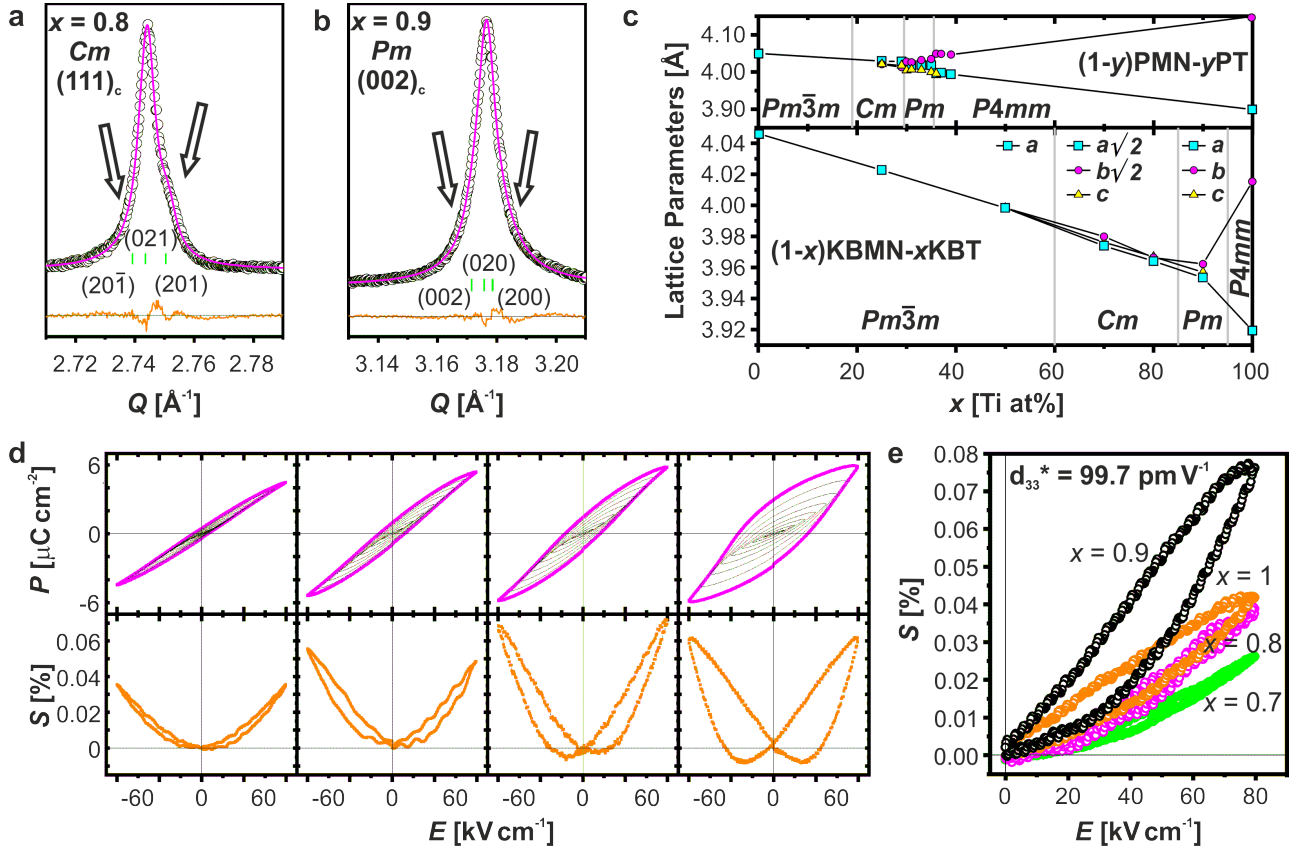 a
x = 0.8
Cm
(111)c
(021)
(201̄)
(201)
2.72
2.74
2.76
2.78
Q [Å-1]
b
x = 0.9
Pm
(002)c
(020)
(002)
(200)
3.14
3.16
3.18
3.20
Q [Å-1]
c
Lattice Parameters [Å]
4.10
4.00
3.90
(1-y)PMN-yPT
Pm3̄m
Cm
Pm
P4mm
4.04
4.02
4.00
3.98
3.96
3.94
3.92
a
a√2
a
b√2
b
c
c
(1-x)KBMN-xKBT
Pm3̄m
Cm
Pm
P4mm
0
20
40
60
80
100
x [Ti at%]
d
P [μC cm-2]
6
0
-6
S [%]
0.06
0.04
0.02
0
-60
0
60
-60
0
60
-60
0
60
-60
0
60
E [kV cm-1]
e
d33* = 99.7 pm V-1
S [%]
0.08
0.07
0.06
0.05
0.04
0.03
0.02
0.01
0.00
x = 0.9
x = 1
x = 0.8
x = 0.7
0
20
40
60
80
E [kV cm-1]